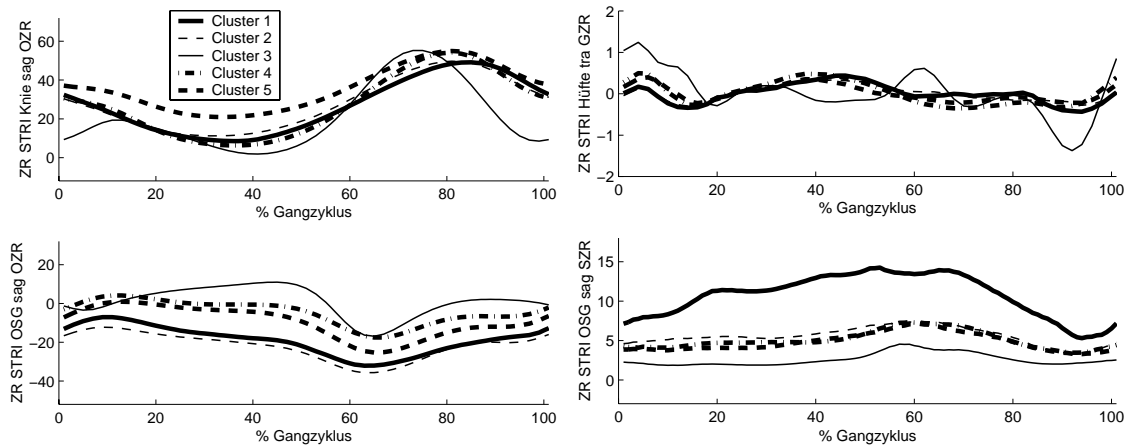 ZR STRI Knie sag OZR
60
40
20
0
0 20 40 60 80 100
% Gangzyklus
Cluster 1
Cluster 2
Cluster 3
Cluster 4
Cluster 5
ZR STRI Hüfte tra GZR
2
1
0
−1
−2
0 20 40 60 80 100
% Gangzyklus
ZR STRI OSG sag OZR
20
0
−20
−40
0 20 40 60 80 100
% Gangzyklus
ZR STRI OSG sag SZR
15
10
5
0
0 20 40 60 80 100
% Gangzyklus